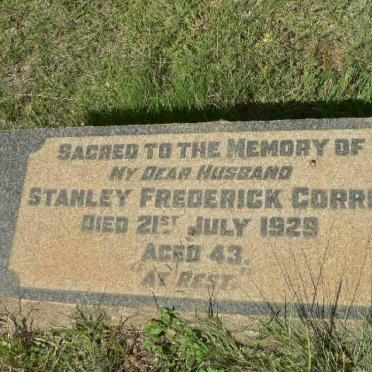 SACRED TO THE MEMORY OF
MY DEAR HUSBAND
STANLEY FREDERICK
DIED 21ST JULY 1929
AGED 43.
"AT REST."